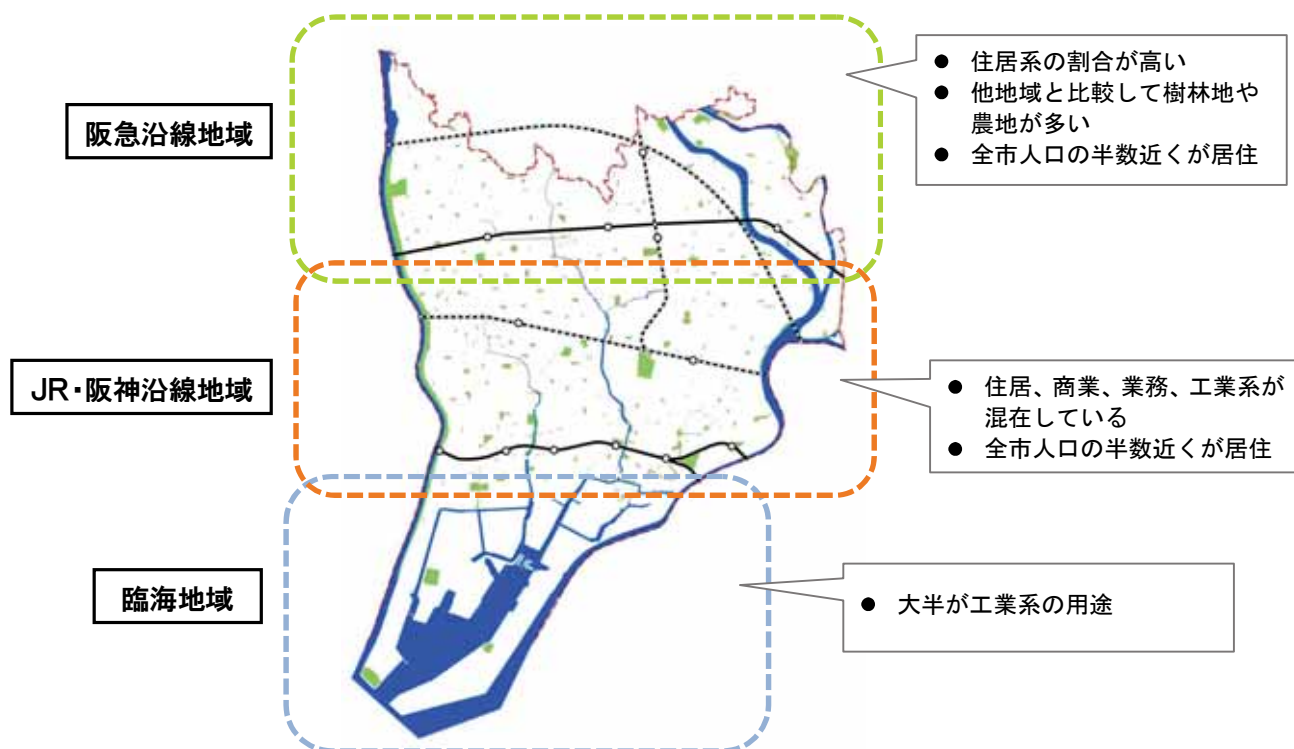 阪急沿線地域
● 住居系の割合が高い
● 他地域と比較して樹林地や
農地が多い
● 全市人口の半数近くが居住
JR・阪神沿線地域
● 住居、商業、業務、工業系が
混在している
● 全市人口の半数近くが居住
臨海地域
● 大半が工業系の用途